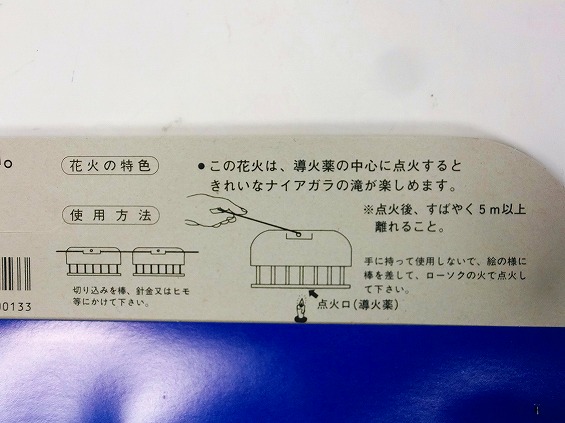 。
花火の特色
●この花火は、導火薬の中心に点火すると
きれいなナイアガラの滝が楽しめます。
使用方法
※点火後、すばやく5m以上
離れること。
手に持って使用しないで、絵の様に
棒を差して、ローソクの火で点火し
て下さい。
切り込みを棒、針金又はヒモ
等にかけて下さい。
点火口(導火薬)
00133